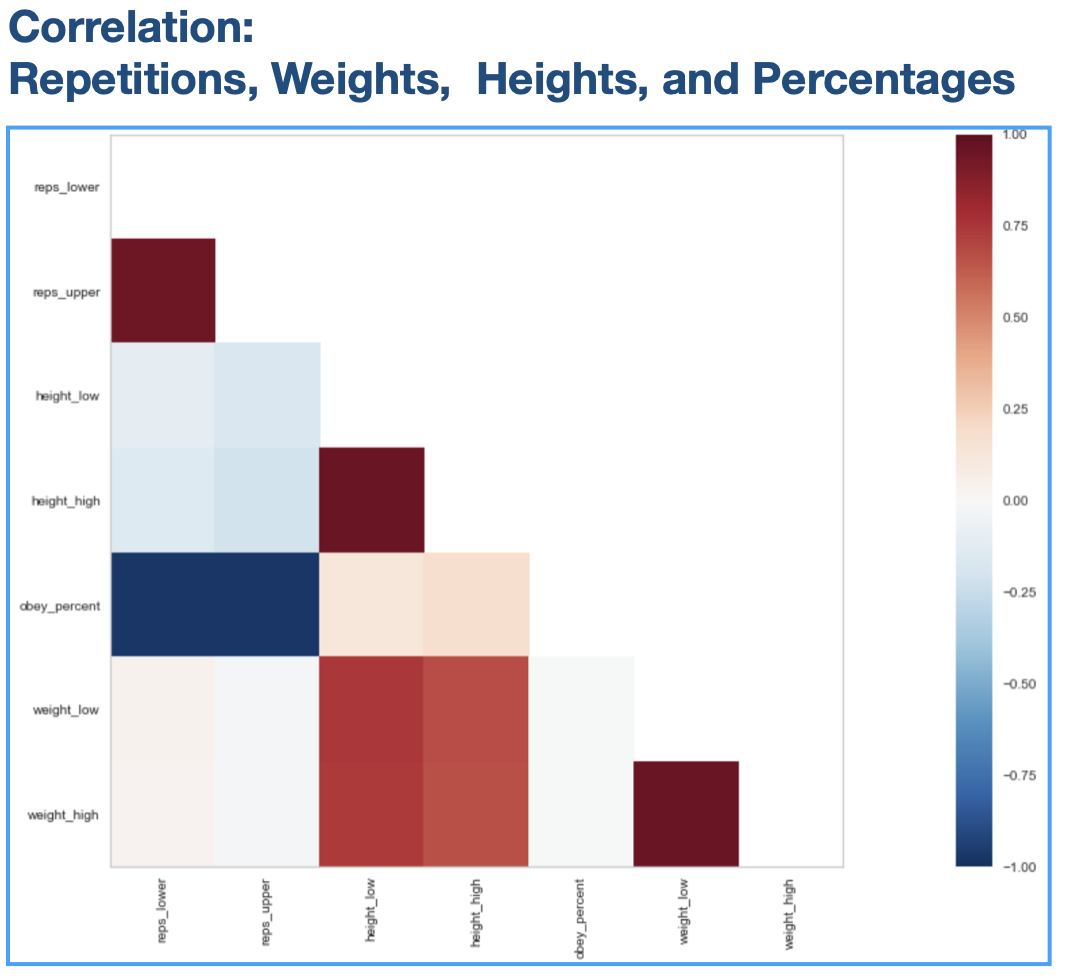 Correlation:
Repetitions, Weights, Heights, and Percentages
1.00
reps_lower
0.75
reps_upper
0.50
height_low
0.25
height_high
0.00
obey_percent
−0.25
weight_low
−0.50
weight_high
−0.75
−1.00
reps_lower
reps_upper
height_low
height_high
obey_percent
weight_low
weight_high